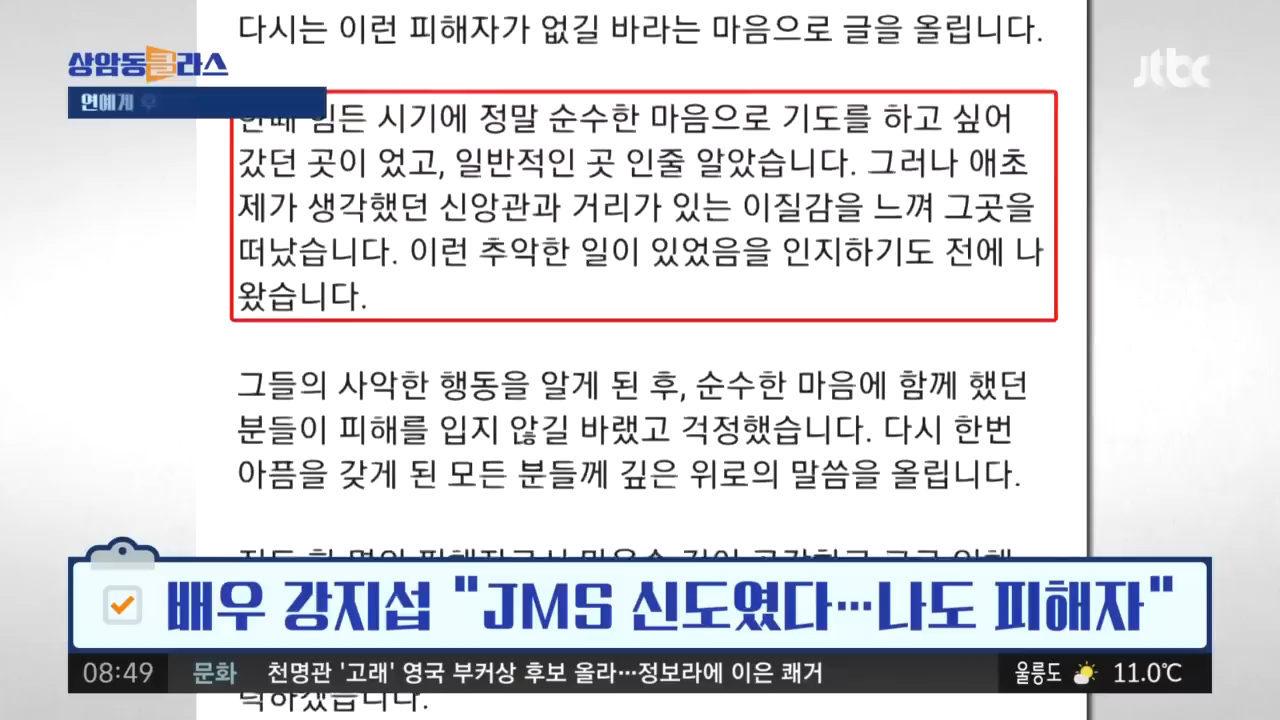 다시는 이런 피해자가 없길 바라는 마음으로 글을 올립니다.
상암동클라스
jtbc
연예계
힘든 시기에 정말 순수한 마음으로 기도를 하고 싶어
갔던 곳이 었고, 일반적인 곳 인줄 알았습니다. 그러나 애초
제가 생각했던 신앙관과 거리가 있는 이질감을 느껴 그곳을
떠났습니다. 이런 추악한 일이 있었음을 인지하기도 전에 나
왔습니다.
그들의 사악한 행동을 알게 된 후, 순수한 마음에 함께 했던
분들이 피해를 입지 않길 바랬고 걱정했습니다. 다시 한번
아픔을 갖게 된 모든 분들께 깊은 위로의 말씀을 올립니다.
배우 강지섭 "JMS 신도였다…나도 피해자"
08:49 문화 천명관 '고래' 영국 부커상 후보 올라…정보라에 이은 쾌거 울릉도 11.0℃